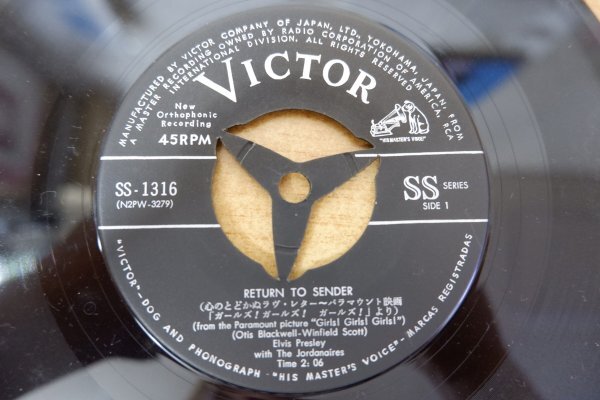 MANUFACTURED BY VICTOR COMPANY OF JAPAN, LTD. YOKOHAMA, JAPAN, FROM
A MASTER RECORDING OWNED BY RADIO CORPORATION OF AMERICA, RCA
INTERNATIONAL DIVISION. ALL RIGHTS RESERVED.
VICTOR
New
Orthophonic
Recording
45RPM
"HIS MASTER'S VOICE"
SS-1316
(N2PW-3279)
SS SERIES
SIDE 1
RETURN TO SENDER
(心のとどかぬラヴ・レター〜パラマウント映画
「ガールズ!ガールズ! ガールズ!」より)
(from the Paramount picture "Girls! Girls! Girls!")
(Otis Blackwell-Winfield Scott)
Elvis Presley
with The Jordanaires
Time 2: 06
"VICTOR"-DOG AND PHONOGRAPH-"HIS MASTER'S VOICE"-MARCAS REGISTRADAS